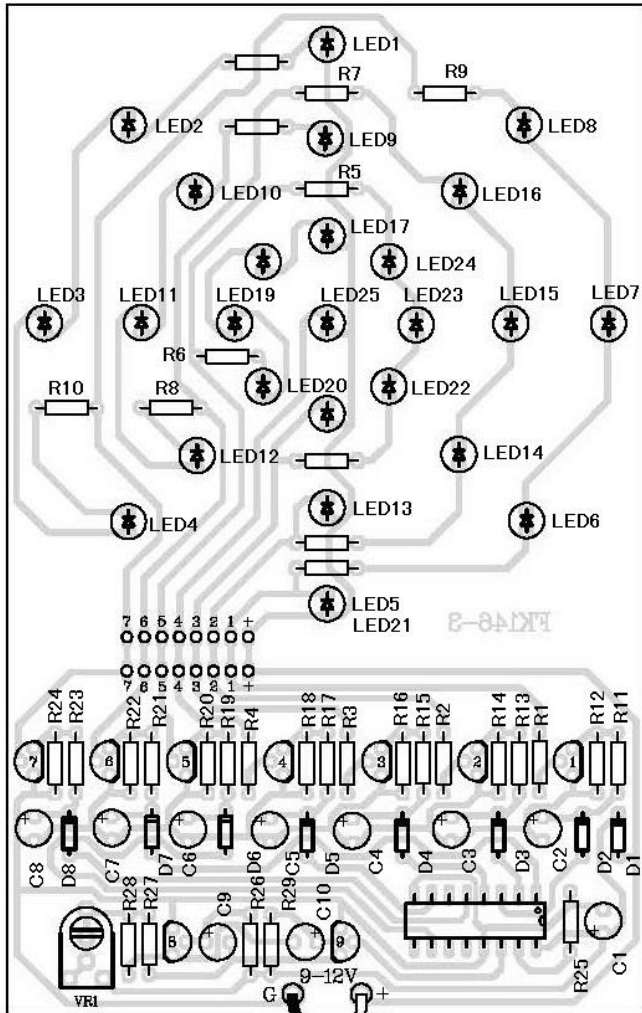 LED1
R7
R9
LED2
LED8
LED9
R5
LED10
LED16
LED17
LED24
LED3
LED11
LED19
LED25
LED23
LED15
LED7
R6
LED20
LED22
R10
R8
LED12
LED14
LED13
LED4
LED6
LED5
LED21
FK146-3
7 6 5 4 3 2 1 +
7 6 5 4 3 2 1 +
R24 R23 R22 R21 R20 R19 R4 R18 R17 R3 R16 R15 R2 R14 R13 R1 R12 R11
7 6 5 4 3 2 1
+ + + + + + +
C8 D8 C7 D7 C6 D6 C5 D5 C4 D4 C3 D3 C2 D2 D1
R28 R27 C9 R26 R29 C10
8 + + 9 +
R25 C1
VR1
9-12V
G +